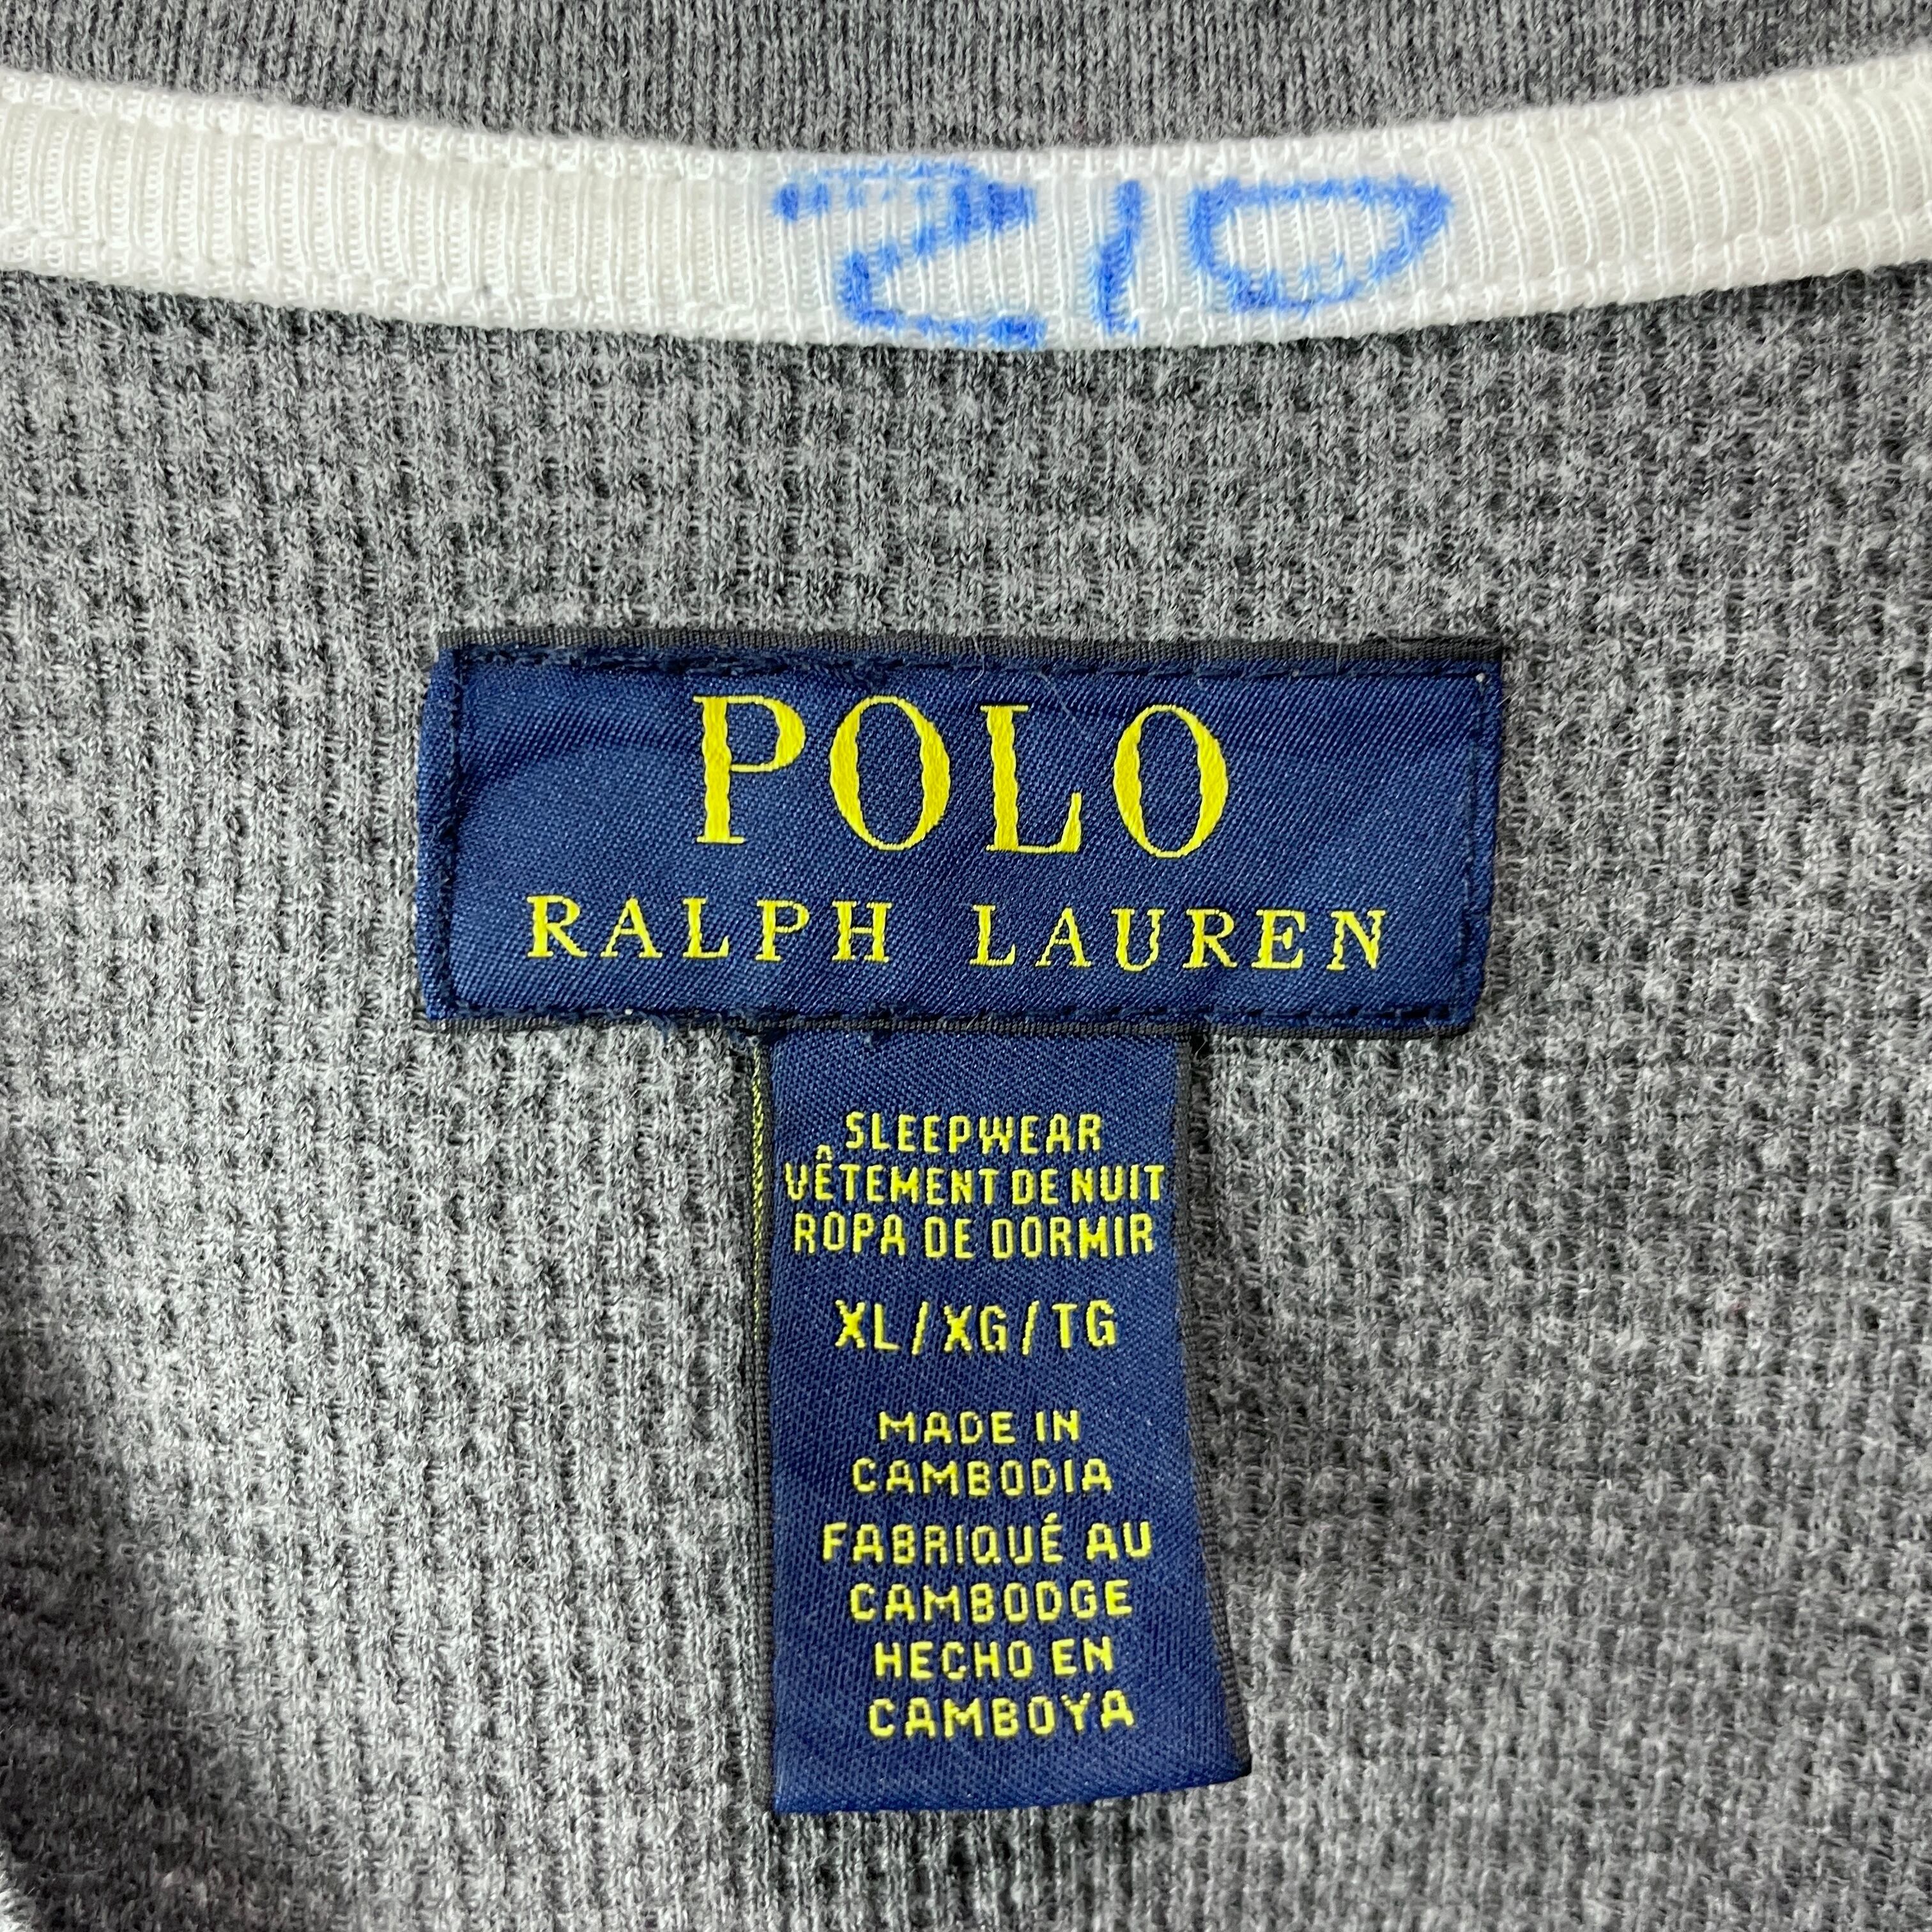 210
POLO
RALPH LAUREN
SLEEPWEAR
VÊTEMENT DE NUIT
ROPA DE DORMIR
XL/XG/TG
MADE IN
CAMBODIA
FABRIQUÉ AU
CAMBODGE
HECHO EN
CAMBOYA